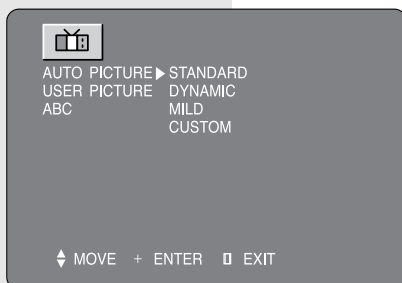 AUTO PICTURE ▶ STANDARD
USER PICTURE DYNAMIC
ABC MILD
CUSTOM
MOVE + ENTER EXIT